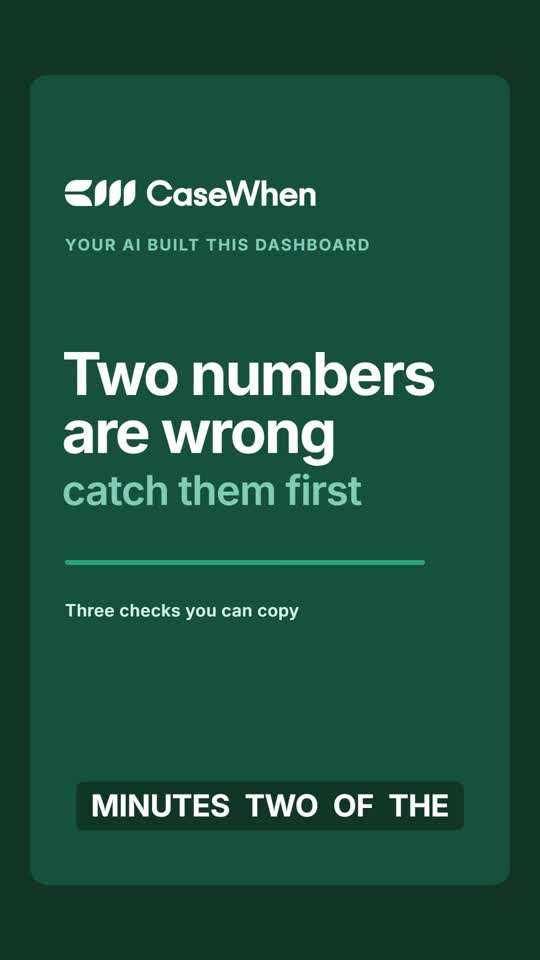 CaseWhen
YOUR AI BUILT THIS DASHBOARD
Two numbers
are wrong
catch them first
Three checks you can copy
MINUTES TWO OF THE